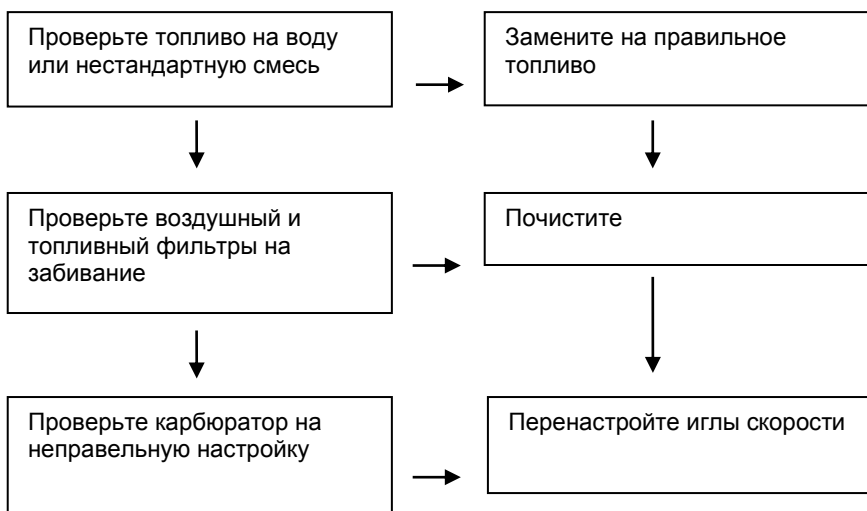 Проверьте топливо на воду
или нестандартную смесь
Замените на правильное
топливо
Проверьте воздушный и
топливный фильтры на
забивание
Почистите
Проверьте карбюратор на
неправельную настройку
Перенастройте иглы скорости